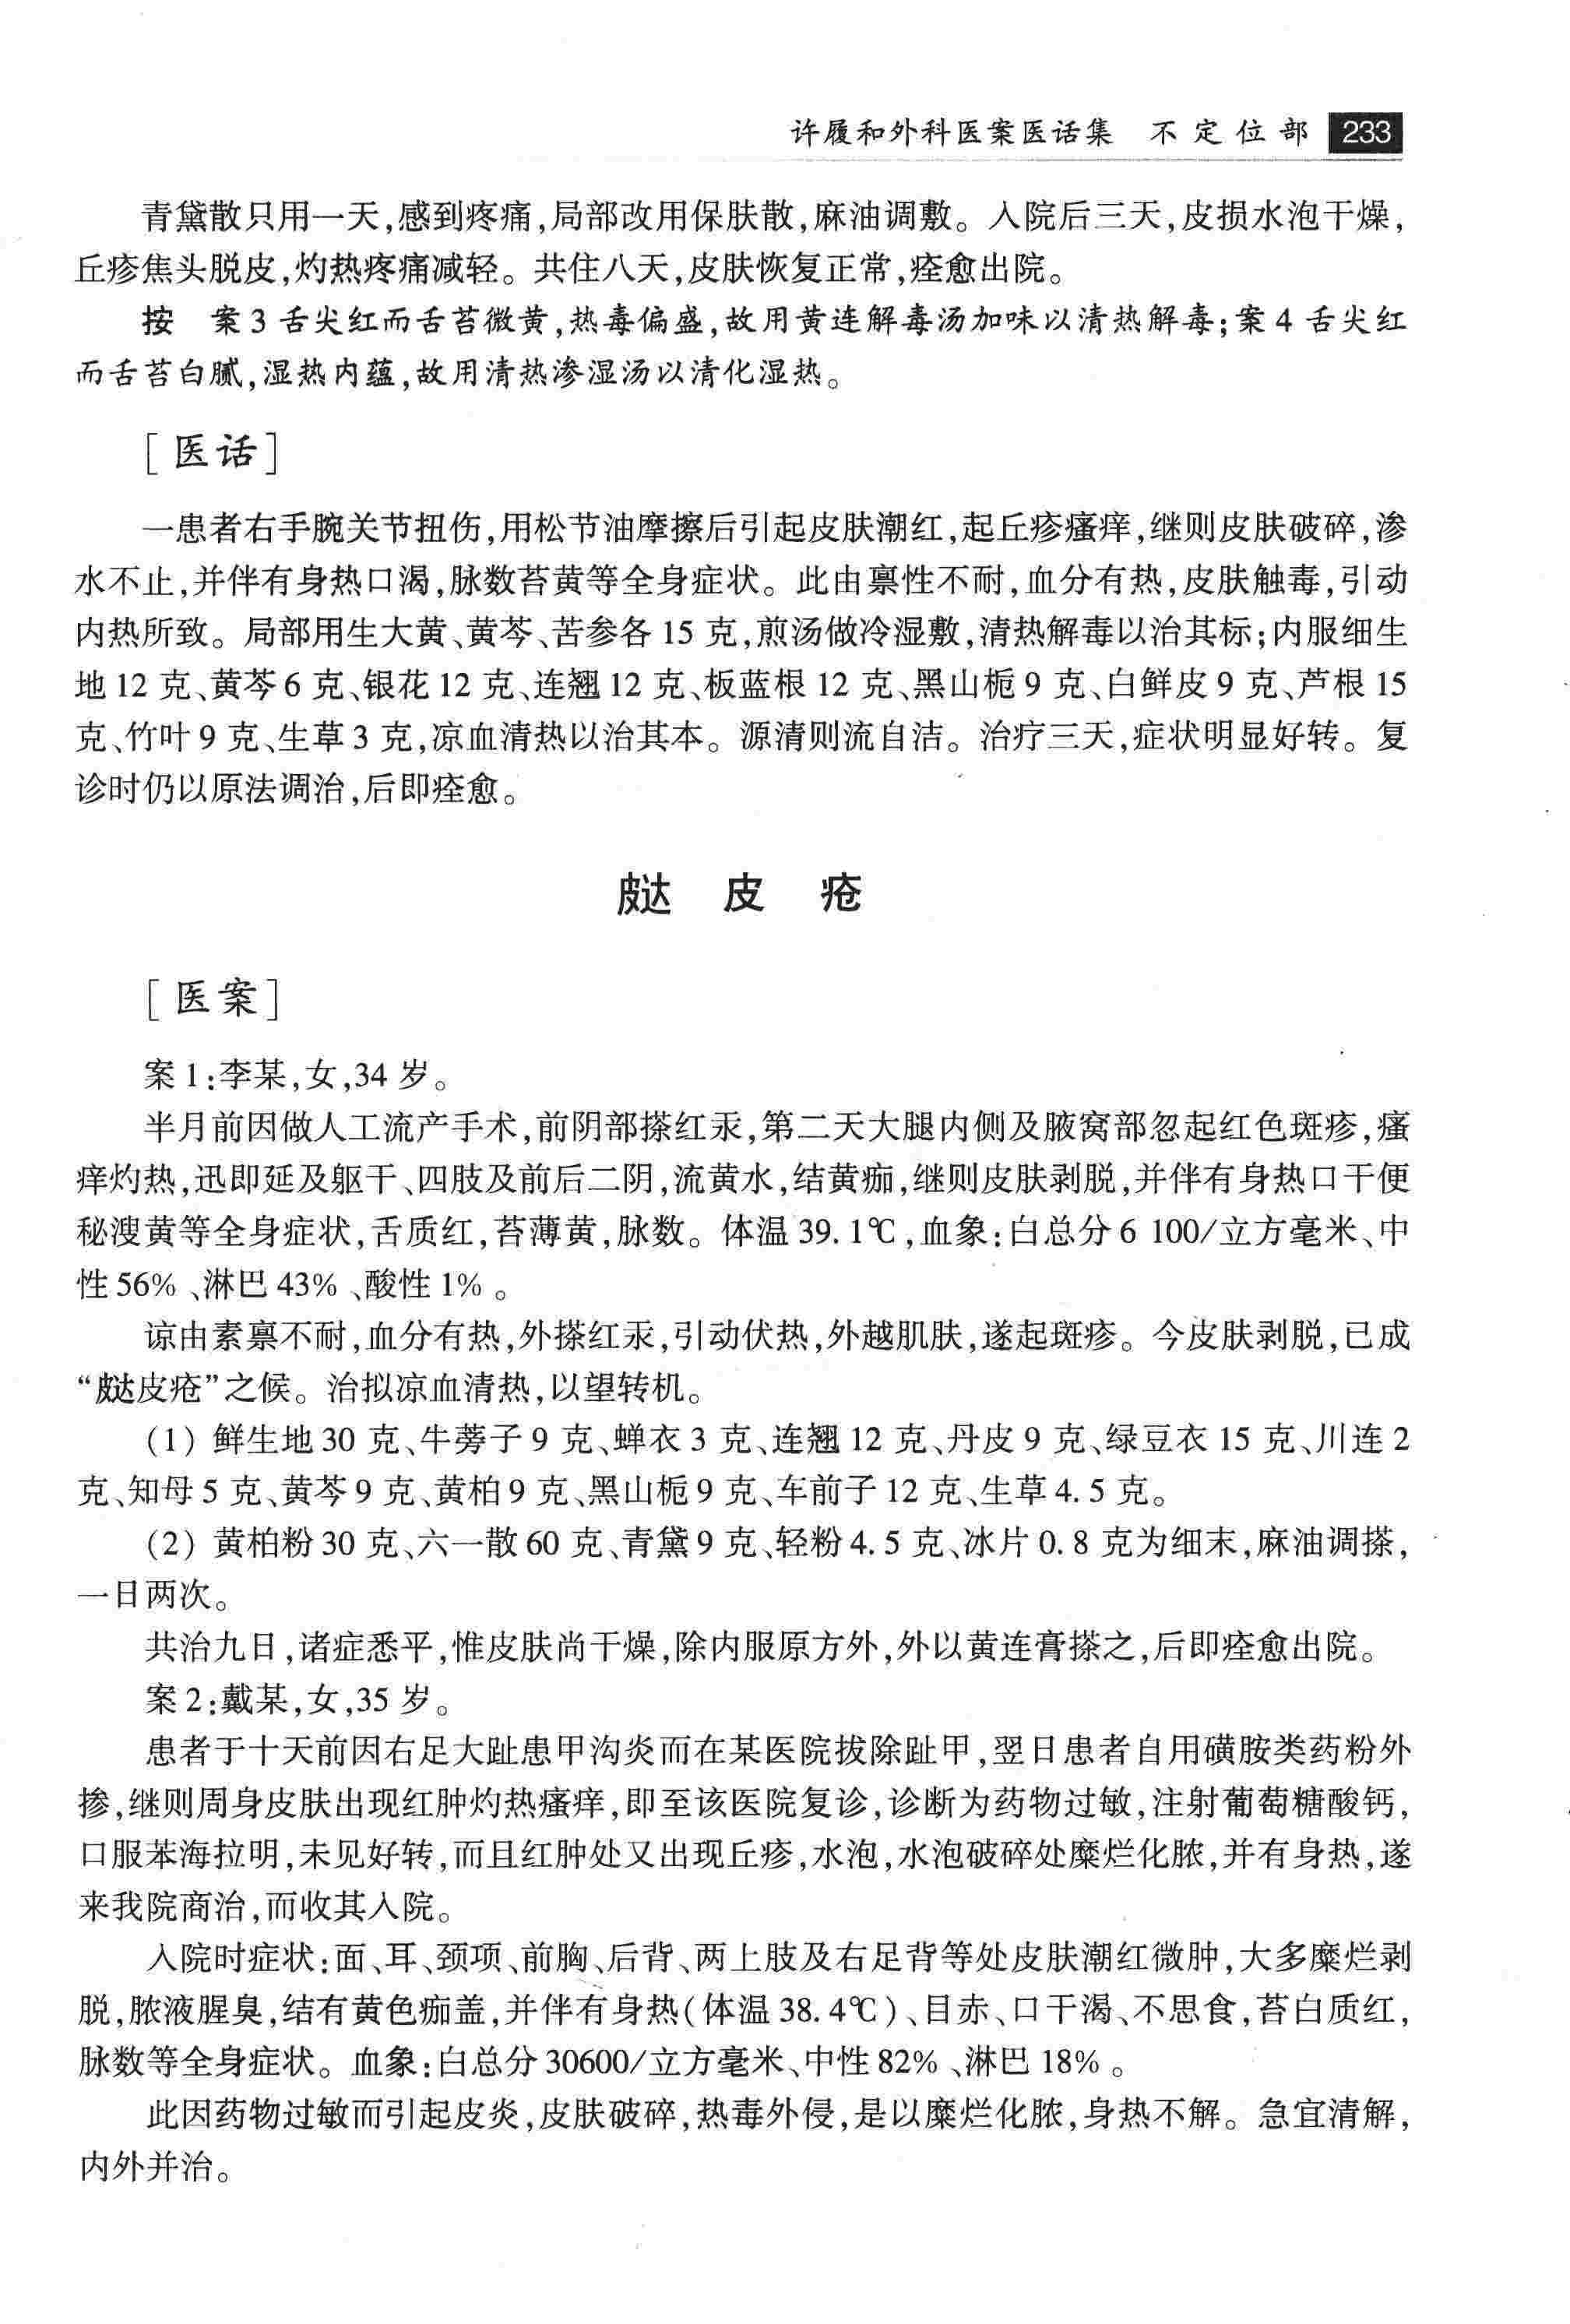 许履和外科医案医话集 不定位部 233
青黛散只用一天,感到疼痛,局部改用保肤散,麻油调敷。入院后三天,皮损水泡干燥,
丘疹焦头脱皮,灼热疼痛减轻。共住八天,皮肤恢复正常,痊愈出院。
按 案3舌尖红而舌苔微黄,热毒偏盛,故用黄连解毒汤加味以清热解毒;案4舌尖红
而舌苔白腻,湿热内蕴,故用清热渗湿汤以清化湿热。
[医话]
一患者右手腕关节扭伤,用松节油摩擦后引起皮肤潮红,起丘疹瘙痒,继则皮肤破碎,渗
水不止,并伴有身热口渴,脉数苔黄等全身症状。此由禀性不耐,血分有热,皮肤触毒,引动
内热所致。局部用生大黄、黄芩、苦参各15克,煎汤做冷湿敷,清热解毒以治其标;内服细生
地12克、黄芩6克、银花12克、连翘12克、板蓝根12克、黑山栀9克、白鲜皮9克、芦根15
克、竹叶9克、生草3克,凉血清热以治其本。源清则流自洁。治疗三天,症状明显好转。复
诊时仍以原法调治,后即痊愈。
皶皮疮
[医案]
案1:李某,女,34岁。
半月前因做人工流产手术,前阴部搽红汞,第二天大腿内侧及腋窝部忽起红色斑疹,瘙
痒灼热,迅即延及躯干、四肢及前后二阴,流黄水,结黄痂,继则皮肤剥脱,并伴有身热口干便
秘溲黄等全身症状,舌质红,苔薄黄,脉数。体温39.1℃,血象:白总分6 100/立方毫米、中
性56%、淋巴43%、酸性1%。
谅由素禀不耐,血分有热,外搽红汞,引动伏热,外越肌肤,遂起斑疹。今皮肤剥脱,已成
“皮疮”之候。治拟凉血清热,以望转机。
(1) 鲜生地30克、牛蒡子9克、蝉衣3克、连翘12克、丹皮9克、绿豆衣15克、川连2
克、知母5克、黄芩9克、黄柏9克、黑山栀9克、车前子12克、生草4.5克。
(2) 黄柏粉30克、六一散60克、青黛9克、轻粉4.5克、冰片0.8克为细末,麻油调搽,
一日两次。
共治九日,诸症悉平,惟皮肤尚干燥,除内服原方外,外以黄连膏搽之,后即痊愈出院。
案2:戴某,女,35岁。
患者于十天前因右足大趾患甲沟炎而在某医院拔除趾甲,翌日患者自用磺胺类药粉外
掺,继则周身皮肤出现红肿灼热瘙痒,即至该医院复诊,诊断为药物过敏,注射葡萄糖酸钙,
口服苯海拉明,未见好转,而且红肿处又出现丘疹,水泡,水泡破碎处糜烂化脓,并有身热,遂
来我院商治,而收其入院。
入院时症状:面、耳、颈项、前胸、后背、两上肢及右足背等处皮肤潮红微肿,大多糜烂剥
脱,脓液腥臭,结有黄色痂盖,并伴有身热(体温38.4℃)、目赤、口干渴、不思食,苔白质红,
脉数等全身症状。血象:白总分30600/立方毫米、中性82%、淋巴18%。
此因药物过敏而引起皮炎,皮肤破碎,热毒外侵,是以糜烂化脓,身热不解。急宜清解,
内外并治。